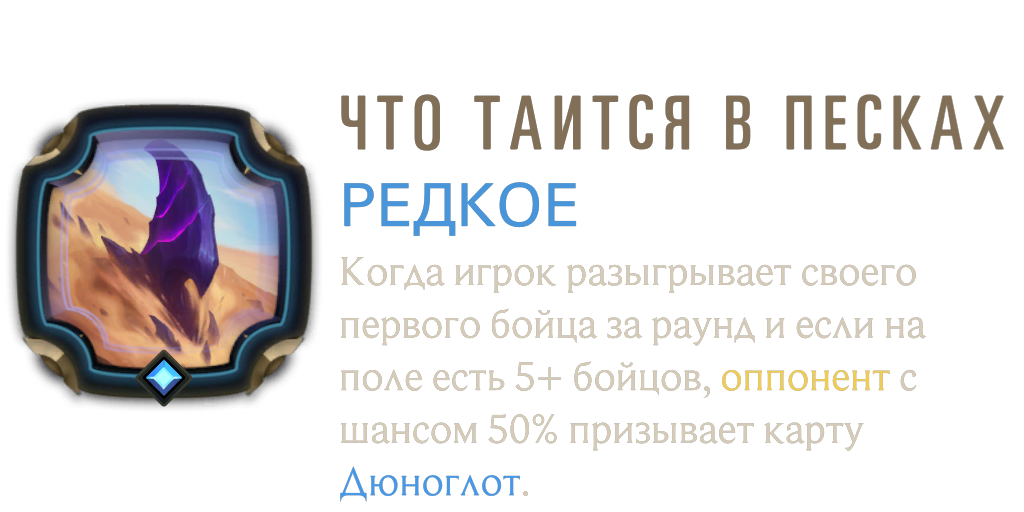 ЧТО ТАИТСЯ В ПЕСКАХ
РЕДКОЕ
Когда игрок разыгрывает своего
первого бойца за раунд и если на
поле есть 5+ бойцов, оппонент с
шансом 50% призывает карту
Дюноглот.